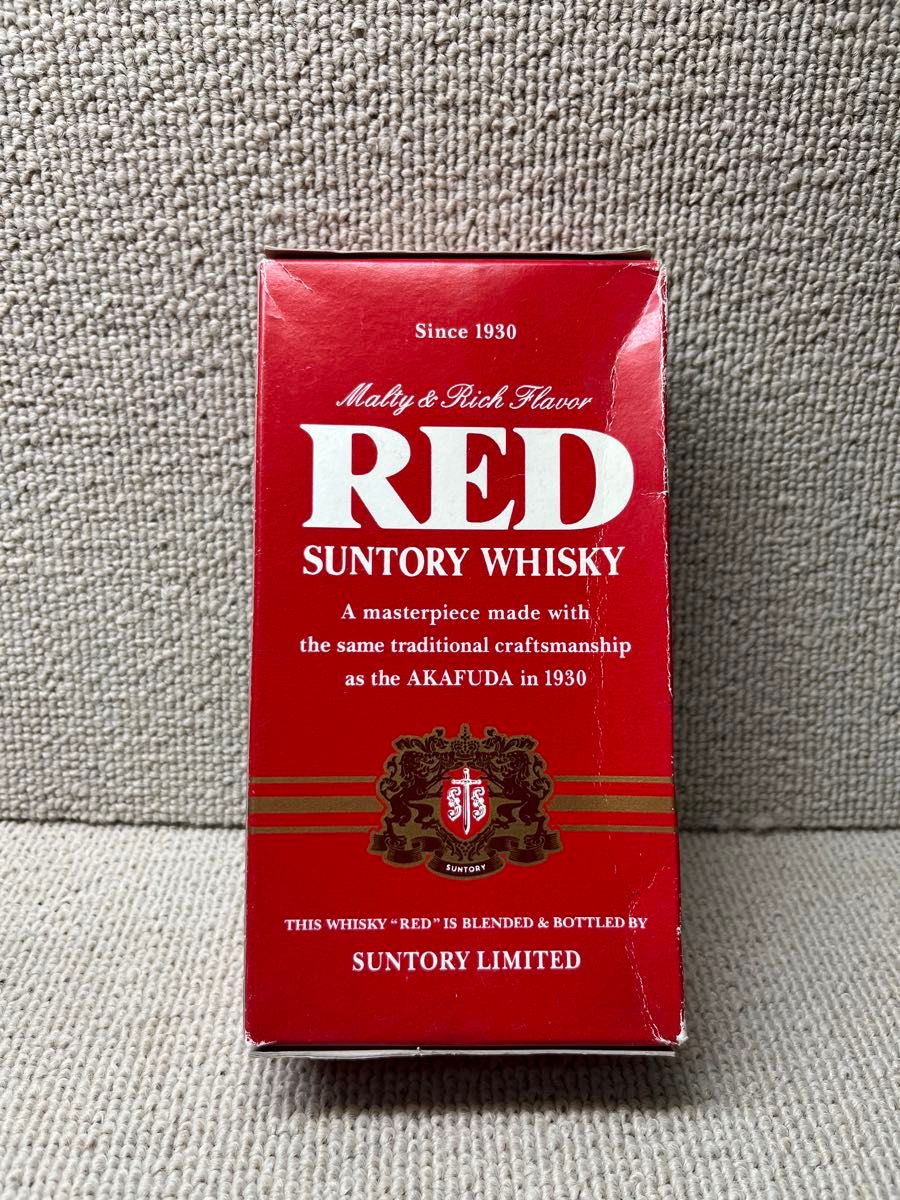 Since 1930
Malty & Rich Flavor
RED
SUNTORY WHISKY
A masterpiece made with
the same traditional craftsmanship
as the AKAFUDA in 1930
STS
SUNTORY
THIS WHISKY “RED” IS BLENDED & BOTTLED BY
SUNTORY LIMITED